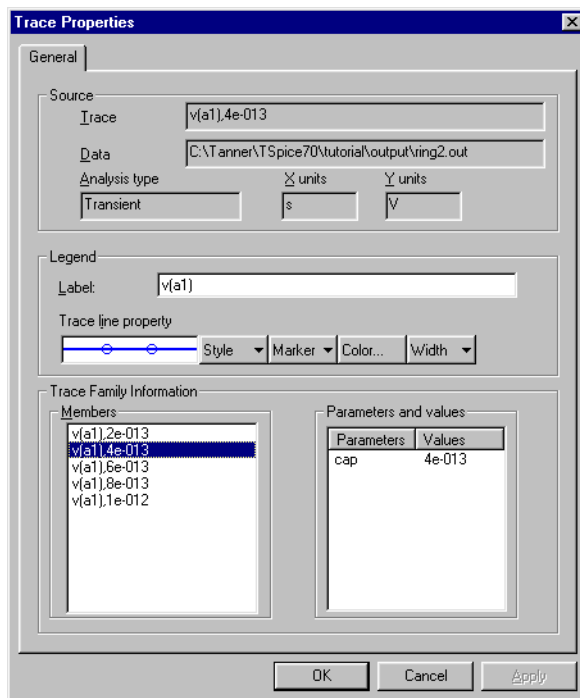 Trace Properties
General
Source
Trace
v(a1),4e-013
Data
C:\Tanner\TSpice70\tutorial\output\ring2.out
Analysis type
X units
Y units
Transient
s
V
Legend
Label:
v(a1)
Trace line property
Style
Marker
Color...
Width
Trace Family Information
Members
v(a1),2e-013
v(a1),4e-013
v(a1),6e-013
v(a1),8e-013
v(a1),1e-012
Parameters and values
Parameters Values
cap 4e-013
OK
Cancel
Apply